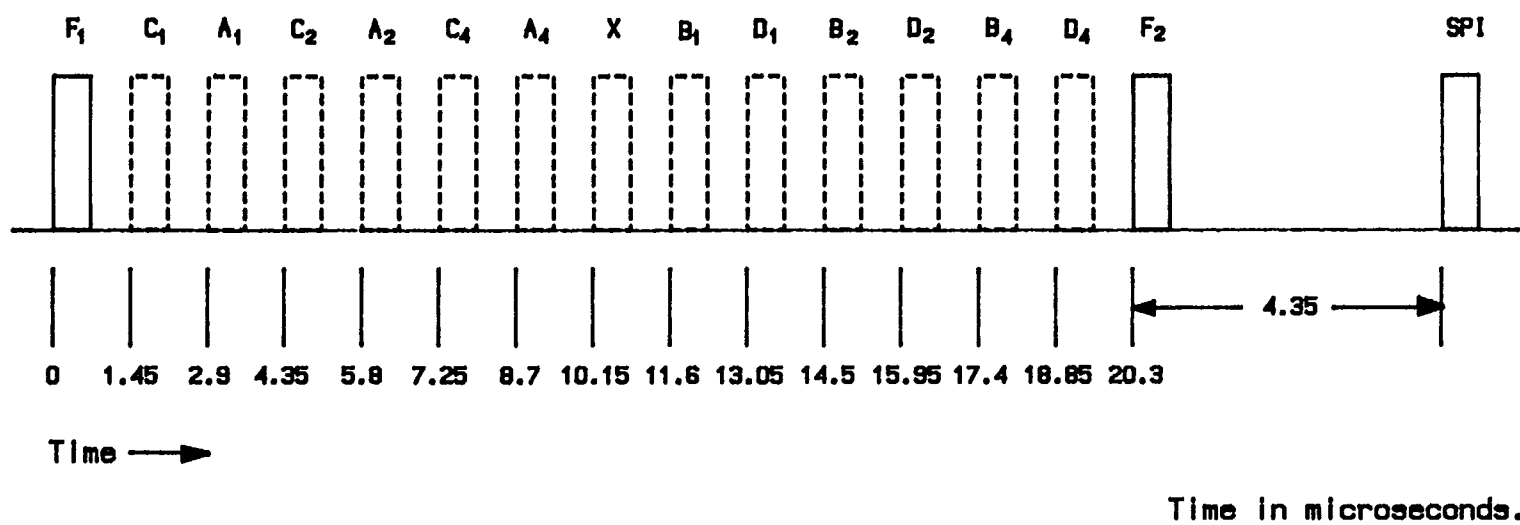 F₁ C₁ A₁ C₂ A₂ C₄ A₄ X B₁ D₁ B₂ D₂ B₄ D₄ F₂ SPI
4.35
0 1.45 2.9 4.35 5.8 7.25 8.7 10.15 11.6 13.05 14.5 15.95 17.4 18.85 20.3
Time
Time in microseconds.